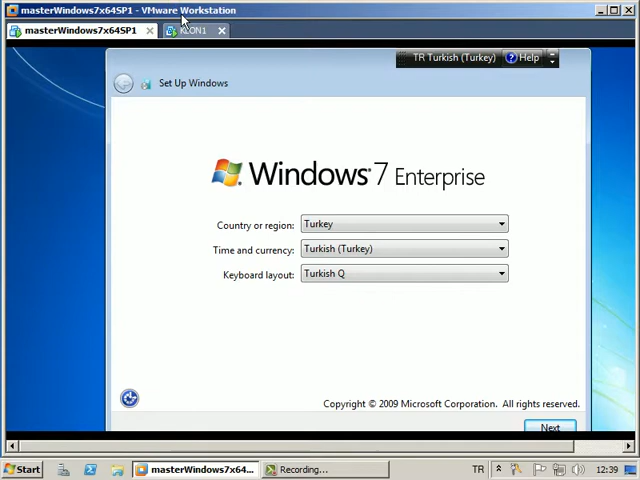 masterWindows7x64SP1 - VMware Workstation
masterWindows7x64SP1
KLON1
TR Turkish (Turkey)
Help
Set Up Windows
Windows 7 Enterprise
Country or region:
Turkey
Time and currency:
Turkish (Turkey)
Keyboard layout:
Turkish Q
Copyright © 2009 Microsoft Corporation. All rights reserved.
Next
Start
masterWindows7x64...
Recording...
TR
12:39